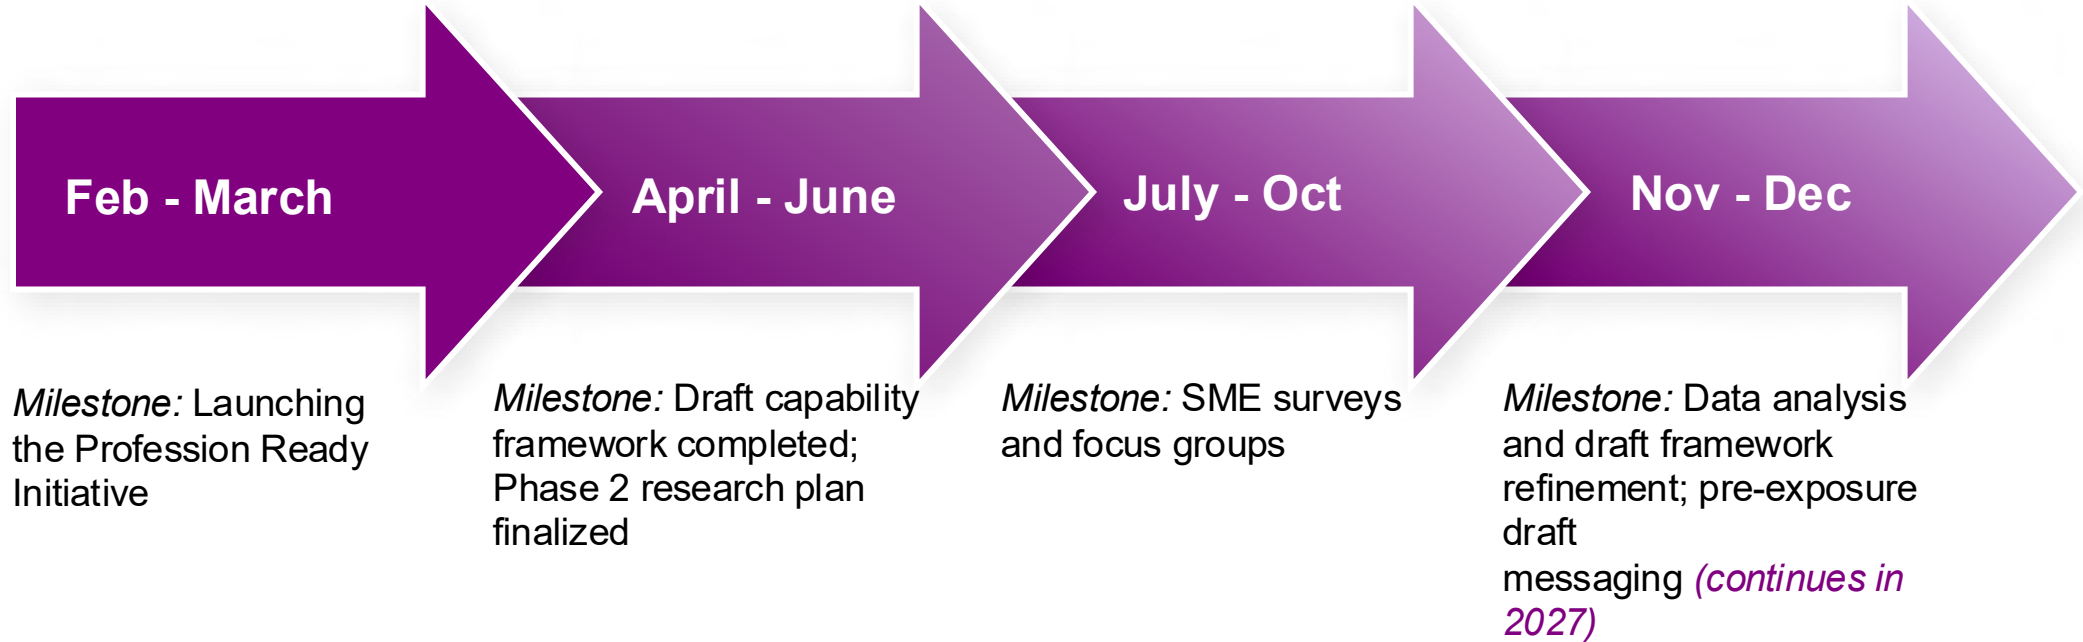 Feb - March
April - June
July - Oct
Nov - Dec
Milestone: Launching
the Profession Ready
Initiative
Milestone: Draft capability
framework completed;
Phase 2 research plan
finalized
Milestone: SME surveys
and focus groups
Milestone: Data analysis
and draft framework
refinement; pre-exposure
draft
messaging (continues in
2027)